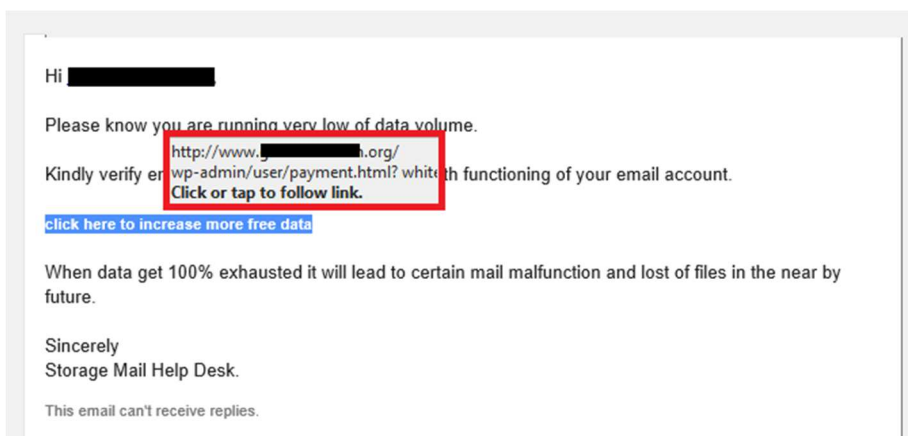 Hi
Please know you are running very low of data volume.
http://www. .org/
Kindly verify er wp-admin/user/payment.html? white th functioning of your email account.
Click or tap to follow link.
click here to increase more free data
When data get 100% exhausted it will lead to certain mail malfunction and lost of files in the near by
future.
Sincerely
Storage Mail Help Desk.
This email can't receive replies.